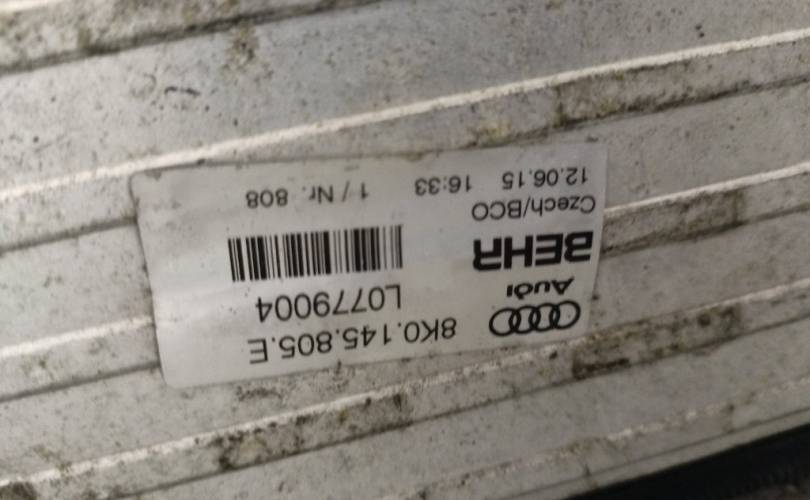 8K0.145.805.E
Audi
L0779004
BEHR
Czech/BCO
12.06.15 16:33 1 / Nr. 808